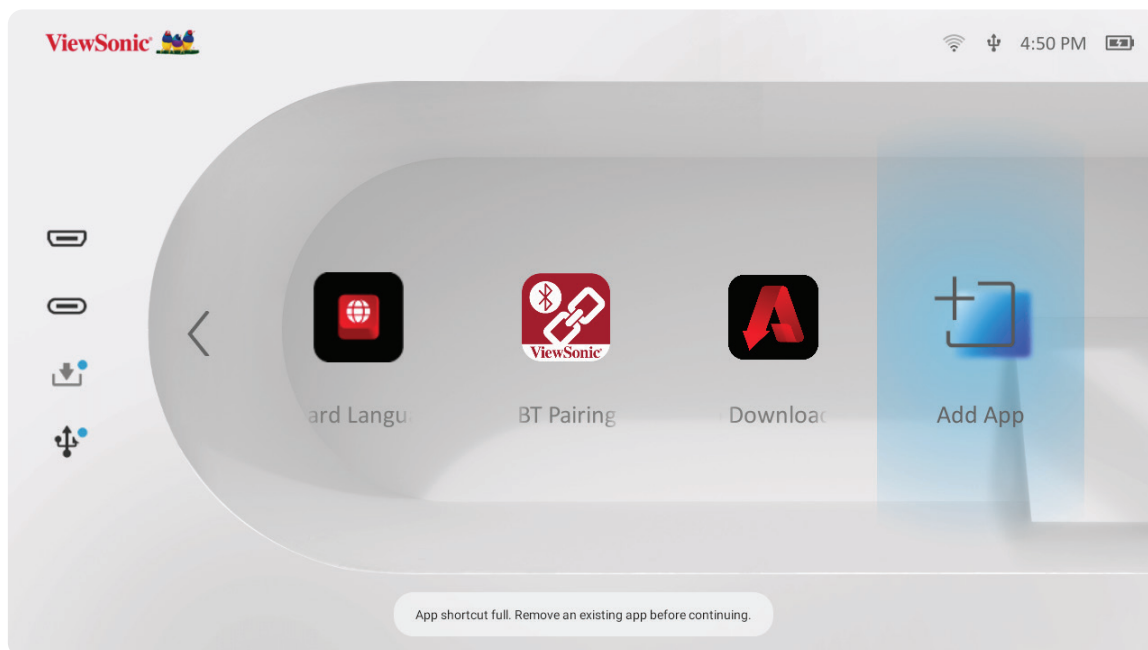 ViewSonic
4:50 PM
ViewSonic
ard Langu
BT Pairing
Downloa
Add App
App shortcut full. Remove an existing app before continuing.